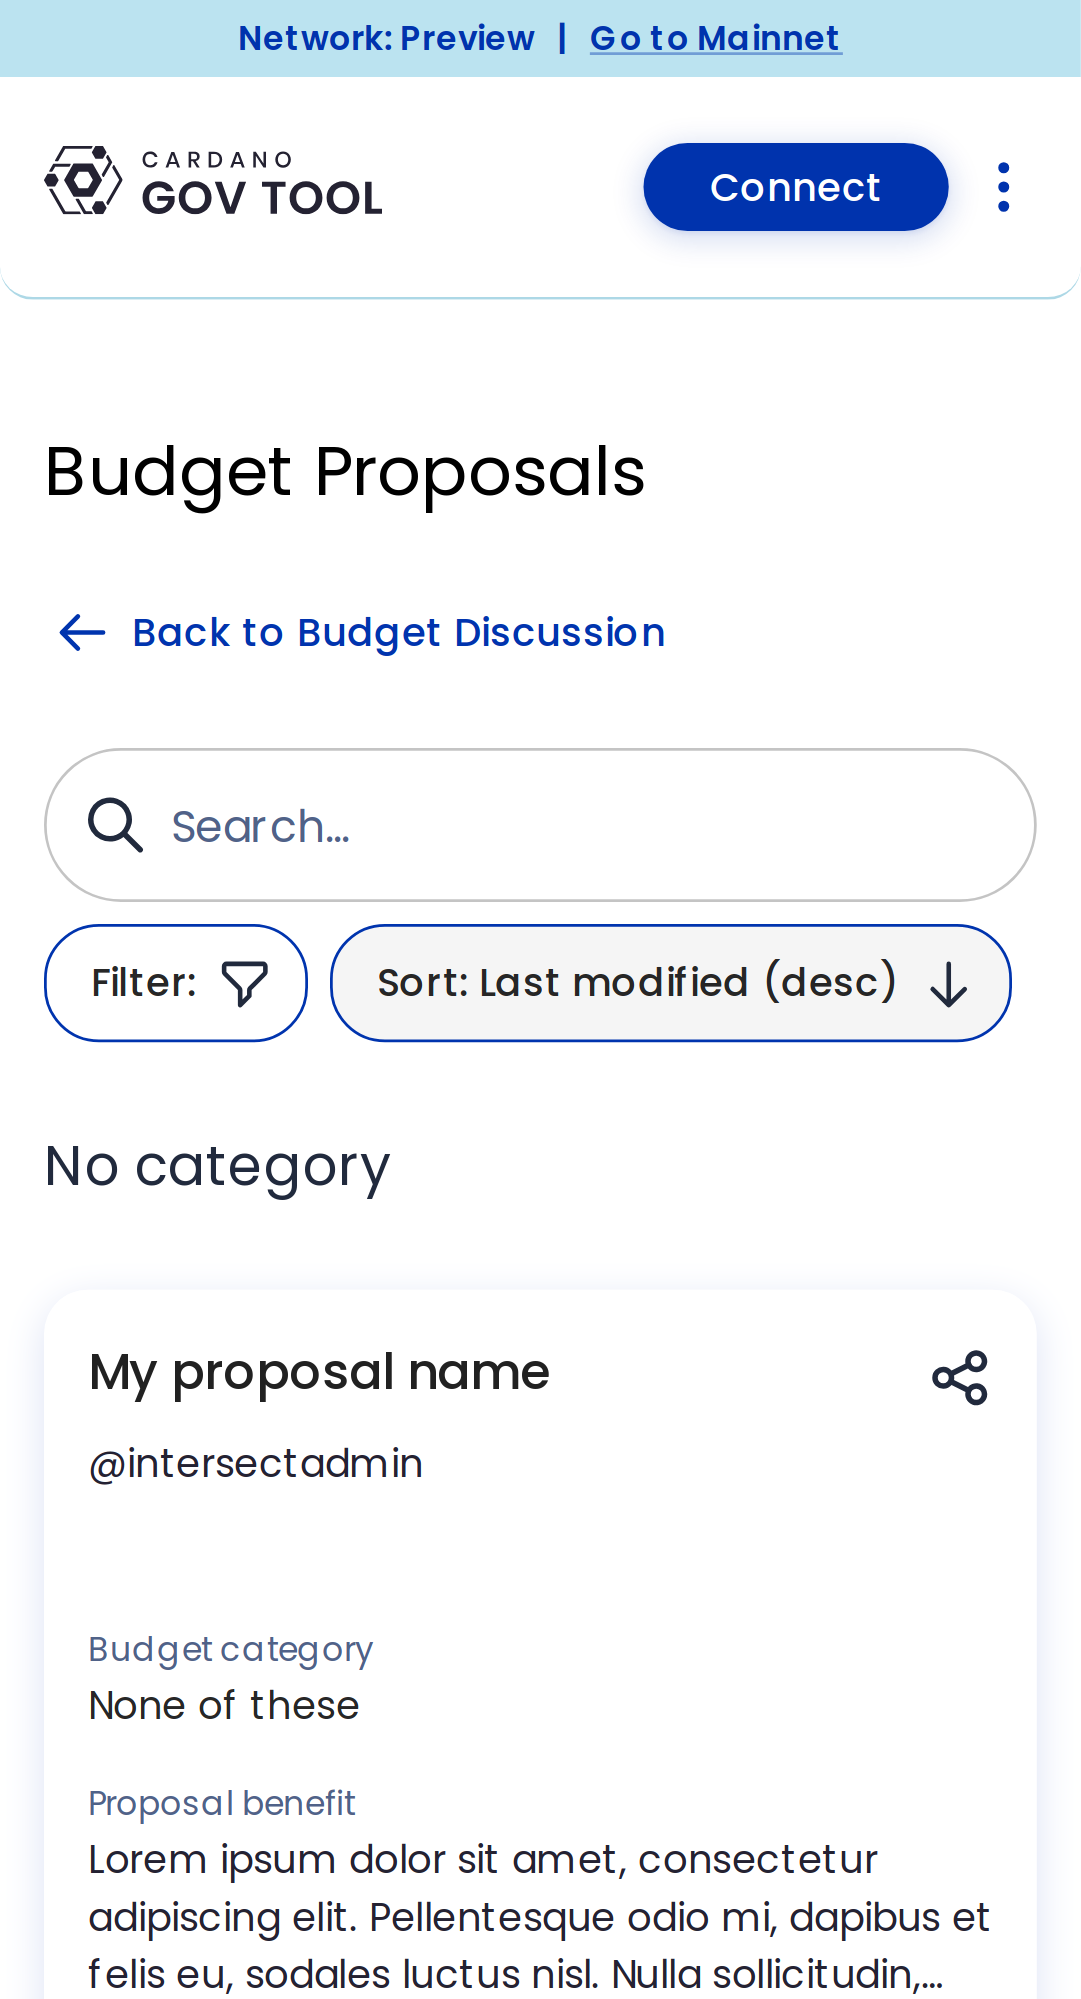 Network: Preview | Go to Mainnet
CARDANO
GOV TOOL
Connect
Budget Proposals
Back to Budget Discussion
Search...
Filter:
Sort: Last modified (desc)
No category
My proposal name
@intersectadmin
Budget category
None of these
Proposal benefit
Lorem ipsum dolor sit amet, consectetur
adipiscing elit. Pellentesque odio mi, dapibus et
felis eu, sodales luctus nisl. Nulla sollicitudin,...